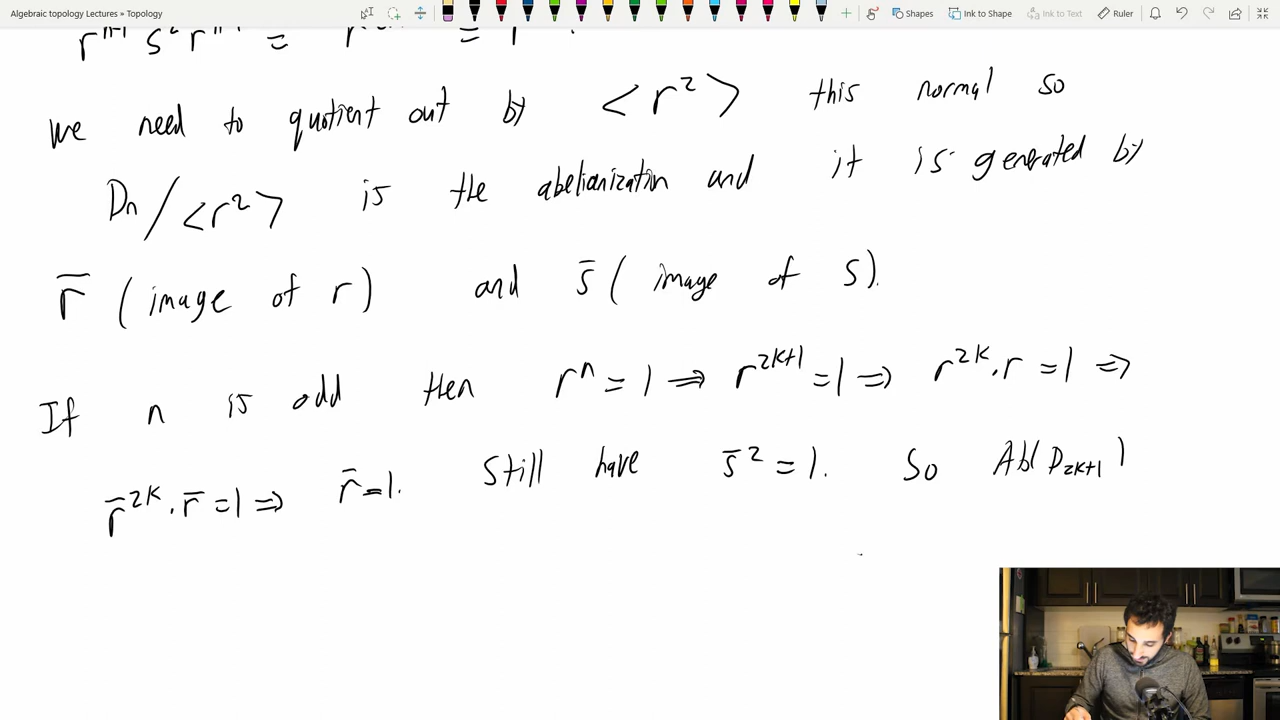 Algebraic topology Lectures » Topology
Shapes Ink to Shape Ink to Text Ruler
s² =
we need to quotient out by <r²> this normal so
Dn/<r²> is the abelianization and it is generated by
r̄ (image of r) and s̄ (image of s).
If n is odd then rⁿ = 1 ⟹ r²ᵏ⁺¹ = 1 ⟹ r²ᵏ · r = 1 ⟹
r̄²ᵏ · r̄ = 1 ⟹ r̄ = 1. Still have s̄² = 1. So Ab(D₂ₖ₊₁)